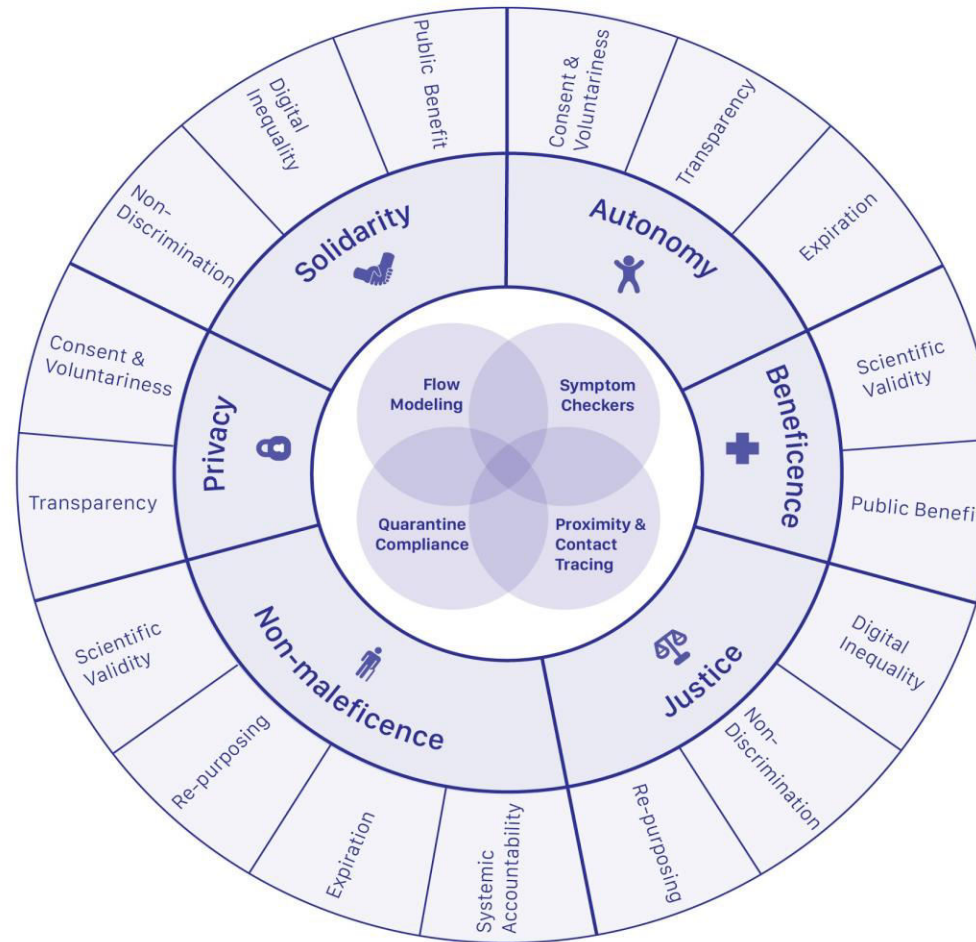 Public Benefit
Digital
Inequality
Non-
Discrimination
Consent &
Voluntariness
Transparency
Expiration
Solidarity
Autonomy
Consent &
Voluntariness
Transparency
Privacy
Flow
Modeling
Symptom
Checkers
Quarantine
Compliance
Proximity &
Contact
Tracing
Beneficence
Scientific
Validity
Public Benefi
Non-maleficence
Justice
Scientific
Validity
Re-purposing
Expiration
Systemic
Accountability
Re-purposing
Non-
Discrimination
Digital
Inequality